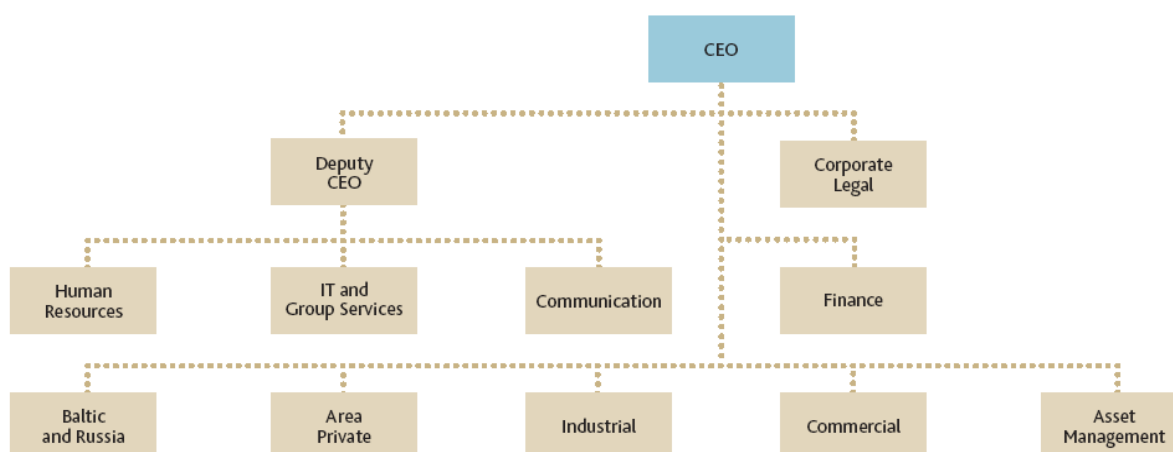 CEO
Deputy
CEO
Corporate
Legal
Human
Resources
IT and
Group Services
Communication
Finance
Baltic
and Russia
Area
Private
Industrial
Commercial
Asset
Management